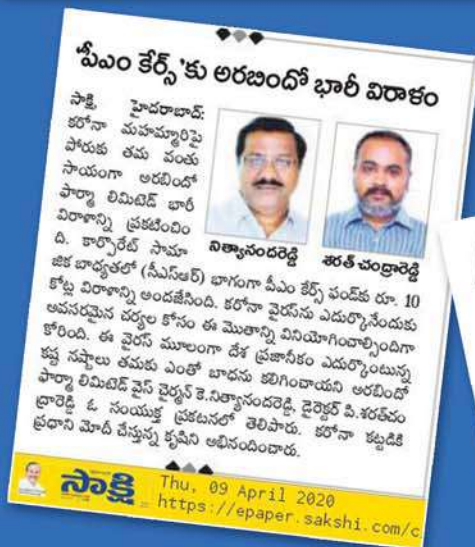 'పీఎం కేర్స్'కు అరబిందో భారీ విరాళం
సాక్షి, హైదరాబాద్:
కరోనా మహమ్మారిపై
పోరుకు తమ వంతు
సాయంగా అరబిందో
ఫార్మా లిమిటెడ్ భారీ
విరాళాన్ని ప్రకటించిం
ది. కార్పొరేట్ సామా
నిత్యానందరెడ్డి
శరత్ చంద్రారెడ్డి
జిక బాధ్యతలో (సీఎస్ఆర్) భాగంగా పీఎం కేర్స్ ఫండ్‌కు రూ. 10
కోట్ల విరాళాన్ని అందజేసింది. కరోనా వైరస్‌ను ఎదుర్కొనేందుకు
అవసరమైన చర్యల కోసం ఈ మొత్తాన్ని వినియోగించాల్సిందిగా
కోరింది. ఈ వైరస్ మూలంగా దేశ ప్రజానీకం ఎదుర్కొంటున్న
కష్ట నష్టాలు తమకు ఎంతో బాధను కలిగించాయని అరబిందో
ఫార్మా లిమిటెడ్ వైస్ చైర్మన్ కె.నిత్యానందరెడ్డి, డైరెక్టర్ పి.శరత్‌చం
ద్రారెడ్డి ఓ సంయుక్త ప్రకటనలో తెలిపారు. కరోనా కట్టడికి
ప్రధాని మోదీ చేస్తున్న కృషిని అభినందించారు.
సాక్షి
Thu, 09 April 2020
https://epaper.sakshi.com/c